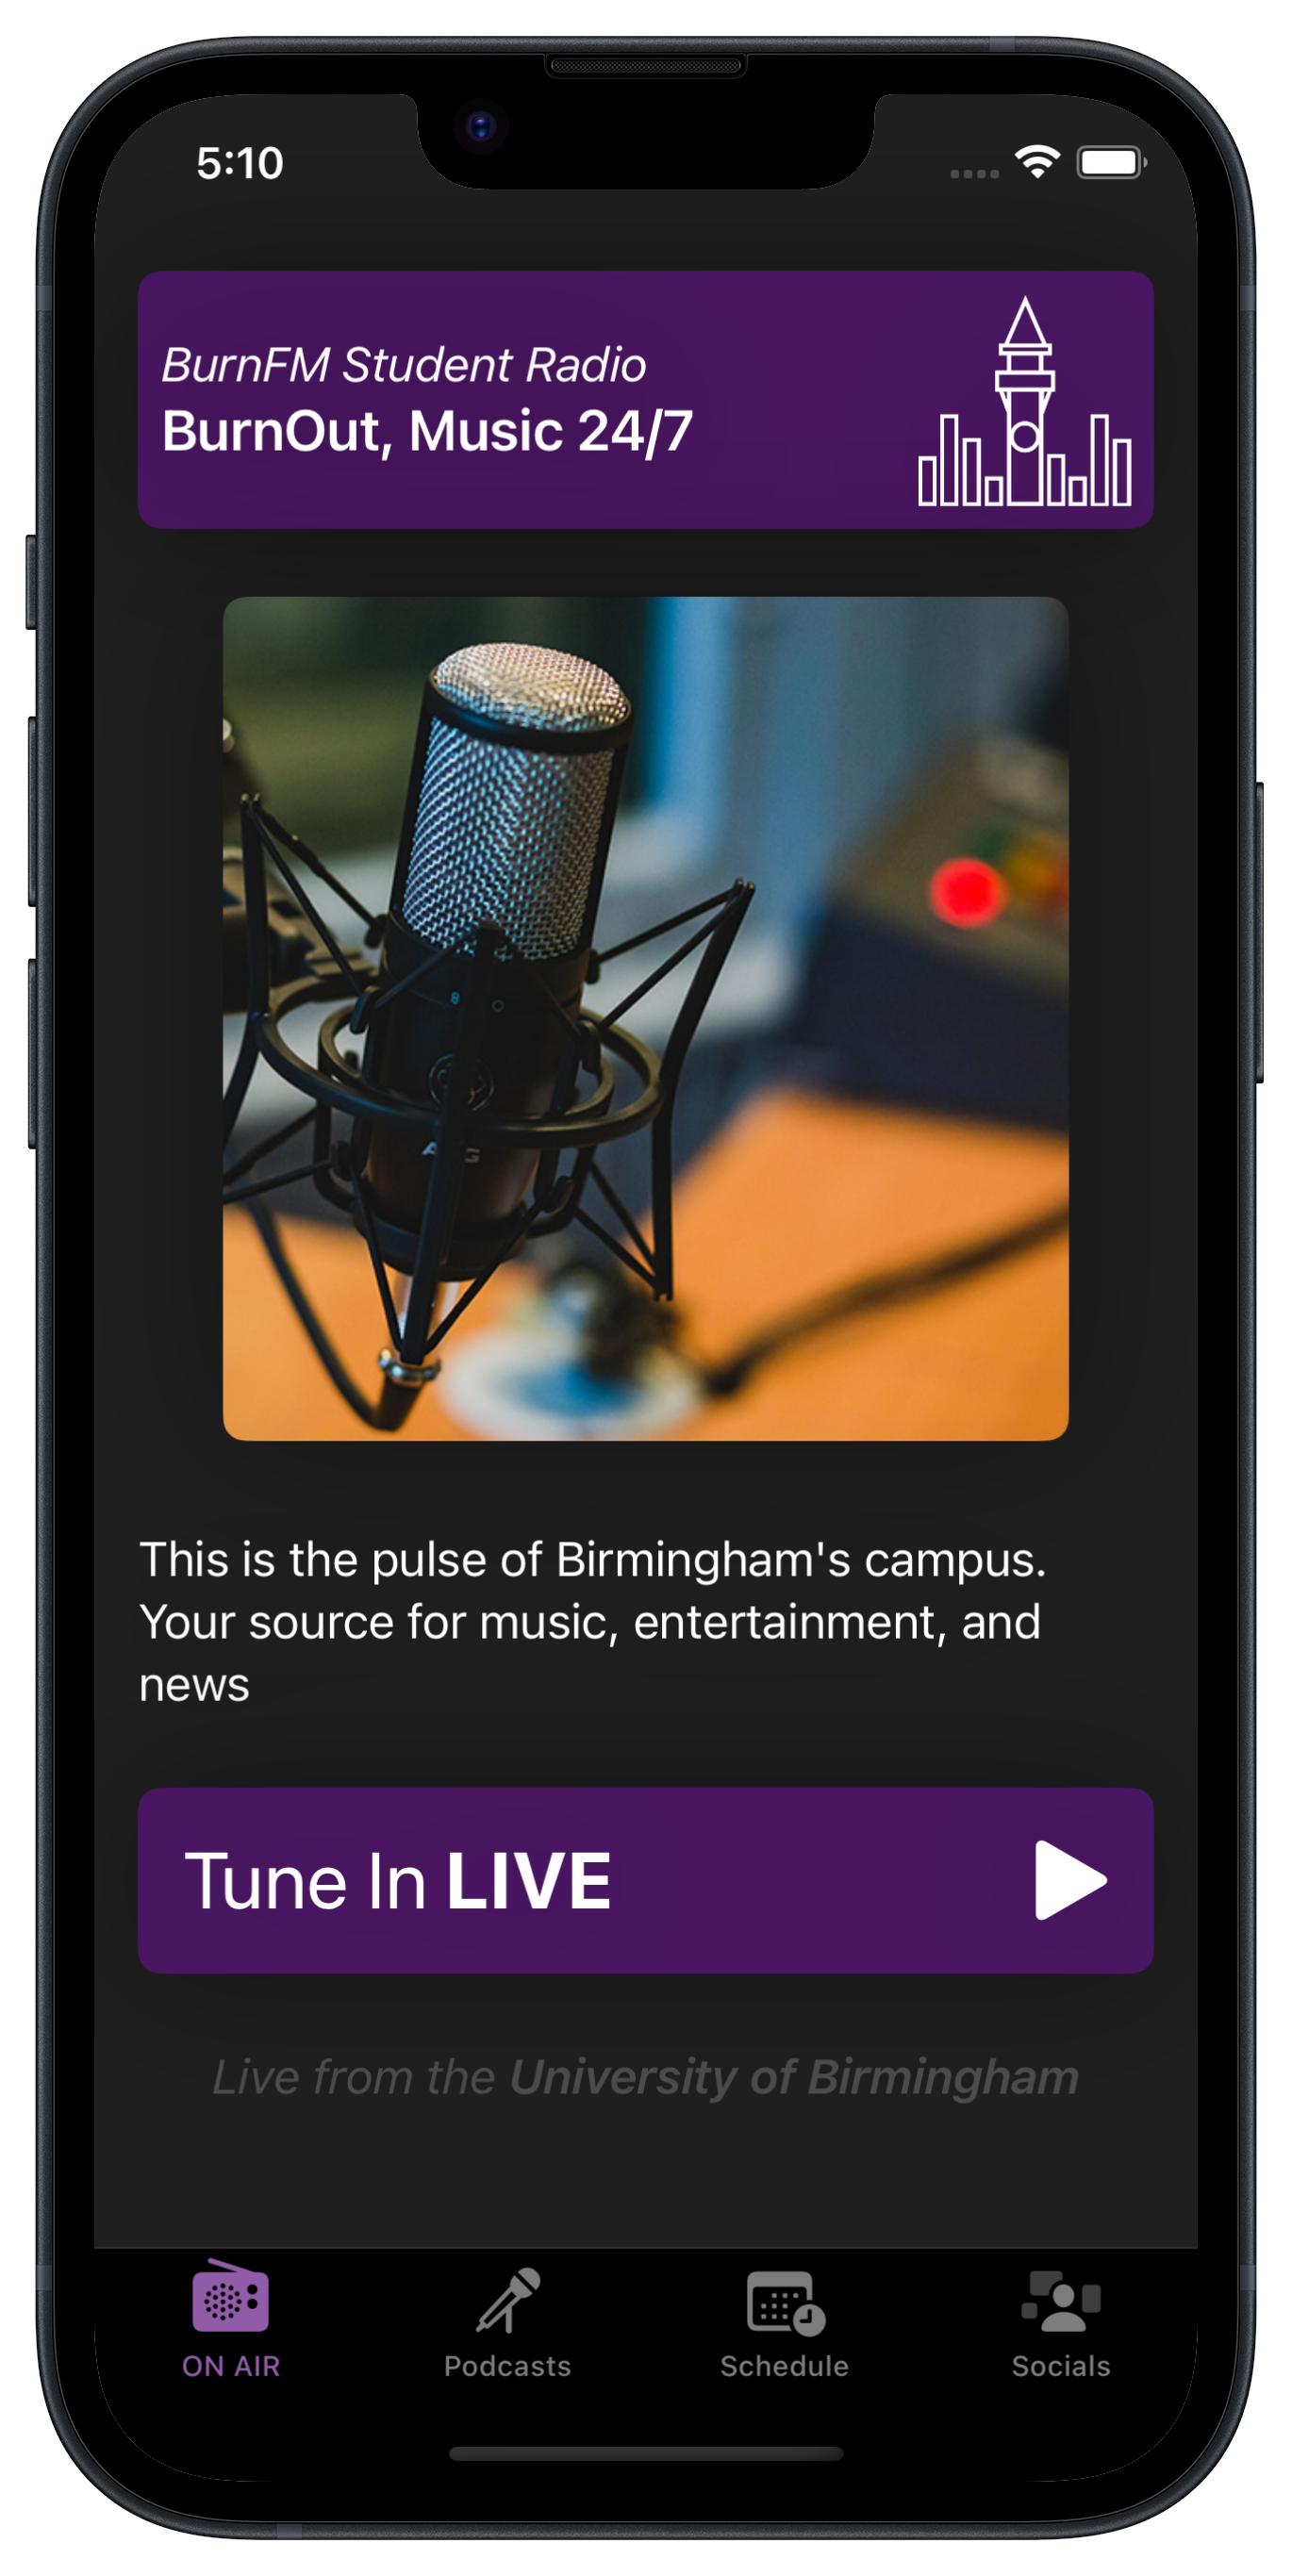 5:10
BurnFM Student Radio
BurnOut, Music 24/7
This is the pulse of Birmingham's campus.
Your source for music, entertainment, and
news
Tune In LIVE
Live from the University of Birmingham
ON AIR
Podcasts
Schedule
Socials